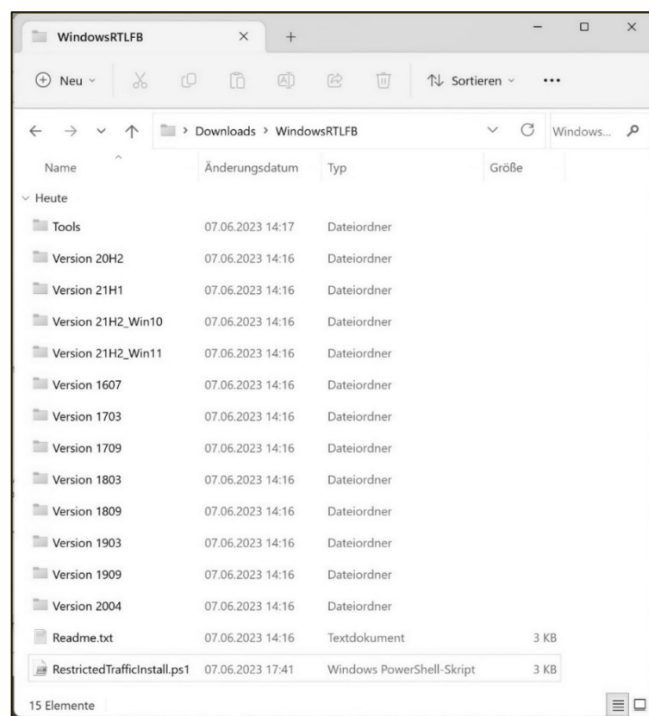 WindowsRTLFB
Neu
Sortieren
Downloads > WindowsRTLFB
Windows...
Name Änderungsdatum Typ Größe
Heute
Tools 07.06.2023 14:17 Dateiordner
Version 20H2 07.06.2023 14:16 Dateiordner
Version 21H1 07.06.2023 14:16 Dateiordner
Version 21H2_Win10 07.06.2023 14:16 Dateiordner
Version 21H2_Win11 07.06.2023 14:16 Dateiordner
Version 1607 07.06.2023 14:16 Dateiordner
Version 1703 07.06.2023 14:16 Dateiordner
Version 1709 07.06.2023 14:16 Dateiordner
Version 1803 07.06.2023 14:16 Dateiordner
Version 1809 07.06.2023 14:16 Dateiordner
Version 1903 07.06.2023 14:16 Dateiordner
Version 1909 07.06.2023 14:16 Dateiordner
Version 2004 07.06.2023 14:16 Dateiordner
Readme.txt 07.06.2023 14:16 Textdokument 3 KB
RestrictedTrafficInstall.ps1 07.06.2023 17:41 Windows PowerShell-Skript 3 KB
15 Elemente